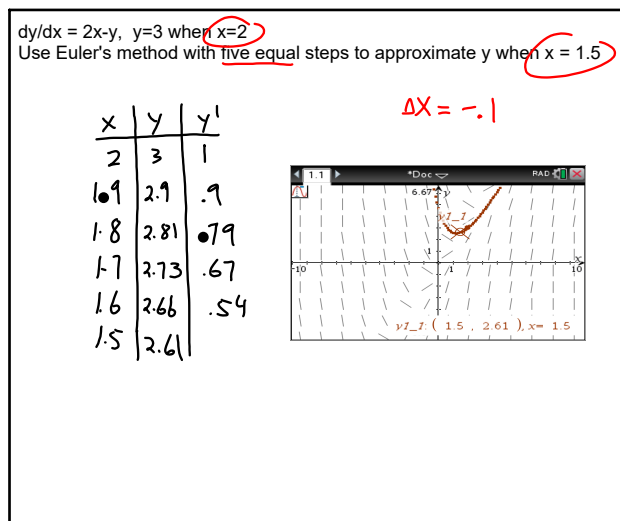 dy/dx = 2x-y, y=3 when x=2
Use Euler's method with five equal steps to approximate y when x = 1.5
ΔX = -.1
x y y'
2 3 1
1.9 2.9 .9
1.8 2.81 .79
1.7 2.73 .67
1.6 2.66 .54
1.5 2.61
1.1 *Doc RAD
6.67 y
y1_1
1
-10 1 x 10
y1_1: ( 1.5 , 2.61 ), x= 1.5